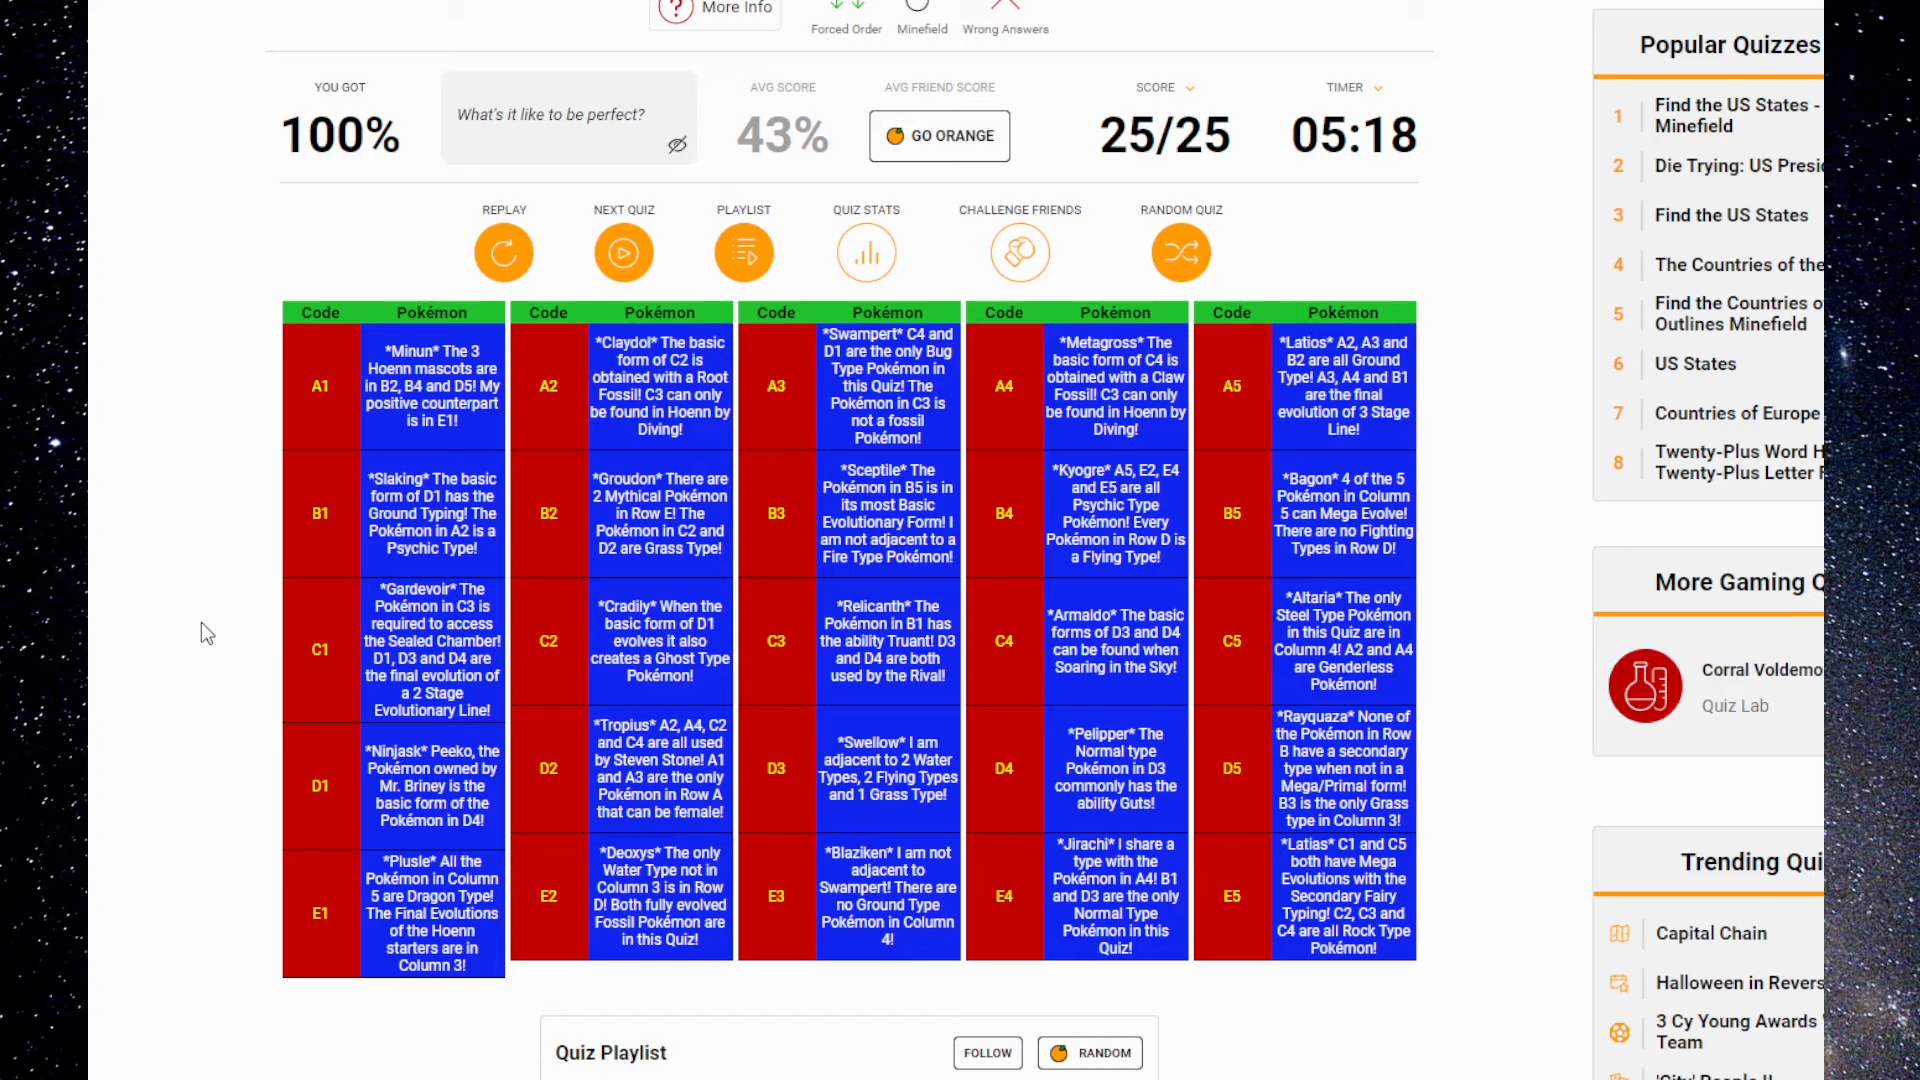 More Info
Forced Order
Minefield
Wrong Answers
YOU GOT
100%
What's it like to be perfect?
AVG SCORE
43%
AVG FRIEND SCORE
GO ORANGE
SCORE
25/25
TIMER
05:18
REPLAY
NEXT QUIZ
PLAYLIST
QUIZ STATS
CHALLENGE FRIENDS
RANDOM QUIZ
Code Pokémon
A1
*Minun* The 3
Hoenn mascots are
in B2, B4 and D5! My
positive counterpart
is in E1!
B1
*Slaking* The basic
form of D1 has the
Ground Typing! The
Pokémon in A2 is a
Psychic Type!
C1
*Gardevoir* The
Pokémon in C3 is
required to access
the Sealed Chamber!
D1, D3 and D4 are
the final evolution of
a 2 Stage
Evolutionary Line!
D1
*Ninjask* Peeko, the
Pokémon owned by
Mr. Briney is the
basic form of the
Pokémon in D4!
E1
*Plusle* All the
Pokémon in Column
5 are Dragon Type!
The Final Evolutions
of the Hoenn
starters are in
Column 3!
Code Pokémon
A2
*Claydol* The basic
form of C2 is
obtained with a Root
Fossil! C3 can only
be found in Hoenn by
Diving!
B2
*Groudon* There are
2 Mythical Pokémon
in Row E! The
Pokémon in C2 and
D2 are Grass Type!
C2
*Cradily* When the
basic form of D1
evolves it also
creates a Ghost Type
Pokémon!
D2
*Tropius* A2, A4, C2
and C4 are all used
by Steven Stone! A1
and A3 are the only
Pokémon in Row A
that can be female!
E2
*Deoxys* The only
Water Type not in
Column 3 is in Row
D! Both fully evolved
Fossil Pokémon are
in this Quiz!
Code Pokémon
A3
*Swampert* C4 and
D1 are the only Bug
Type Pokémon in
this Quiz! The
Pokémon in C3 is
not a fossil
Pokémon!
B3
*Sceptile* The
Pokémon in B5 is in
its most Basic
Evolutionary Form! I
am not adjacent to a
Fire Type Pokémon!
C3
*Relicanth* The
Pokémon in B1 has
the ability Truant! D3
and D4 are both
used by the Rival!
D3
*Swellow* I am
adjacent to 2 Water
Types, 2 Flying Types
and 1 Grass Type!
E3
*Blaziken* I am not
adjacent to
Swampert! There are
no Ground Type
Pokémon in Column
4!
Code Pokémon
A4
*Metagross* The
basic form of C4 is
obtained with a Claw
Fossil! C3 can only
be found in Hoenn by
Diving!
B4
*Kyogre* A5, E2, E4
and E5 are all
Psychic Type
Pokémon! Every
Pokémon in Row D is
a Flying Type!
C4
*Armaldo* The basic
forms of D3 and D4
can be found when
Soaring in the Sky!
D4
*Pelipper* The
Normal type
Pokémon in D3
commonly has the
ability Guts!
E4
*Jirachi* I share a
type with the
Pokémon in A4! B1
and D3 are the only
Normal Type
Pokémon in this
Quiz!
Code Pokémon
A5
*Latios* A2, A3 and
B2 are all Ground
Type! A3, A4 and B1
are the final
evolution of 3 Stage
Line!
B5
*Bagon* 4 of the 5
Pokémon in Column
5 can Mega Evolve!
There are no Fighting
Types in Row D!
C5
*Altaria* The only
Steel Type Pokémon
in this Quiz are in
Column 4! A2 and A4
are Genderless
Pokémon!
D5
*Rayquaza* None of
the Pokémon in Row
B have a secondary
type when not in a
Mega/Primal form!
B3 is the only Grass
type in Column 3!
E5
*Latias* C1 and C5
both have Mega
Evolutions with the
Secondary Fairy
Typing! C2, C3 and
C4 are all Rock Type
Pokémon!
Quiz Playlist
FOLLOW
RANDOM
Popular Quizzes
1 Find the US States -
Minefield
2 Die Trying: US Presi
3 Find the US States
4 The Countries of the
5 Find the Countries o
Outlines Minefield
6 US States
7 Countries of Europe
8 Twenty-Plus Word H
Twenty-Plus Letter
More Gaming Q
Corral Voldemo
Quiz Lab
Trending Qui
Capital Chain
Halloween in Revers
3 Cy Young Awards
Team